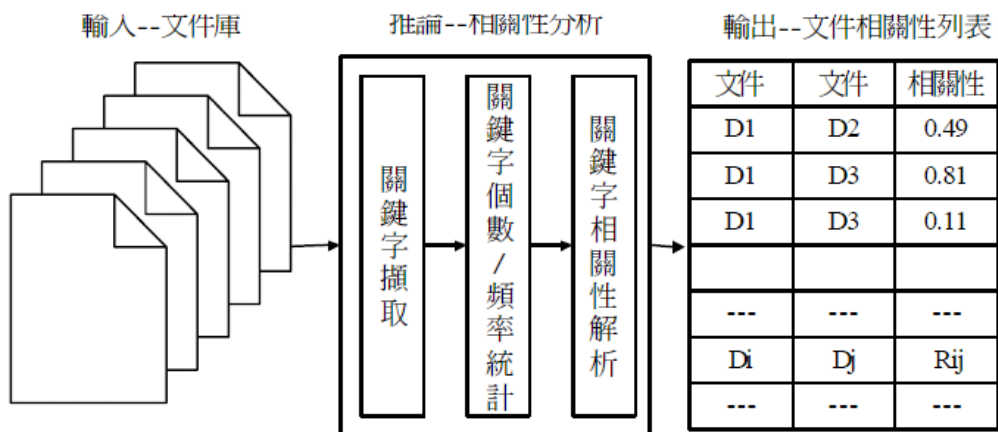 輸入--文件庫
推論--相關性分析
輸出--文件相關性列表
關鍵字擷取
關鍵字個數/頻率統計
關鍵字相關性解析
文件 文件 相關性
D1 D2 0.49
D1 D3 0.81
D1 D3 0.11
--- --- ---
Di Dj Rij
--- --- ---